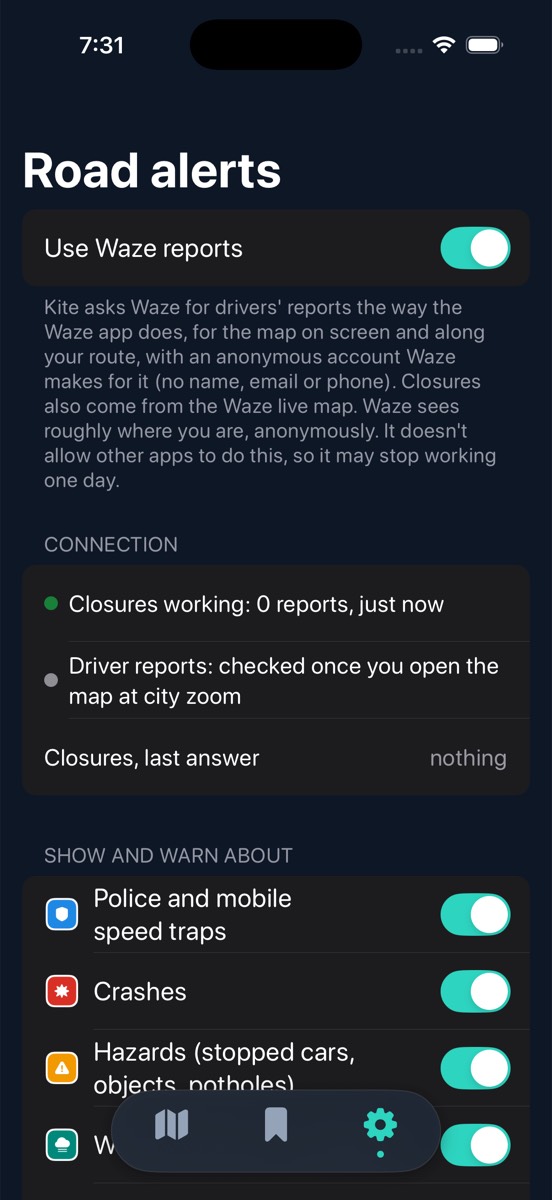 7:31
Road alerts
Use Waze reports
Kite asks Waze for drivers' reports the way the
Waze app does, for the map on screen and along
your route, with an anonymous account Waze
makes for it (no name, email or phone). Closures
also come from the Waze live map. Waze sees
roughly where you are, anonymously. It doesn't
allow other apps to do this, so it may stop working
one day.
CONNECTION
Closures working: 0 reports, just now
Driver reports: checked once you open the
map at city zoom
Closures, last answer
nothing
SHOW AND WARN ABOUT
Police and mobile
speed traps
Crashes
Hazards (stopped cars,
objects, potholes)